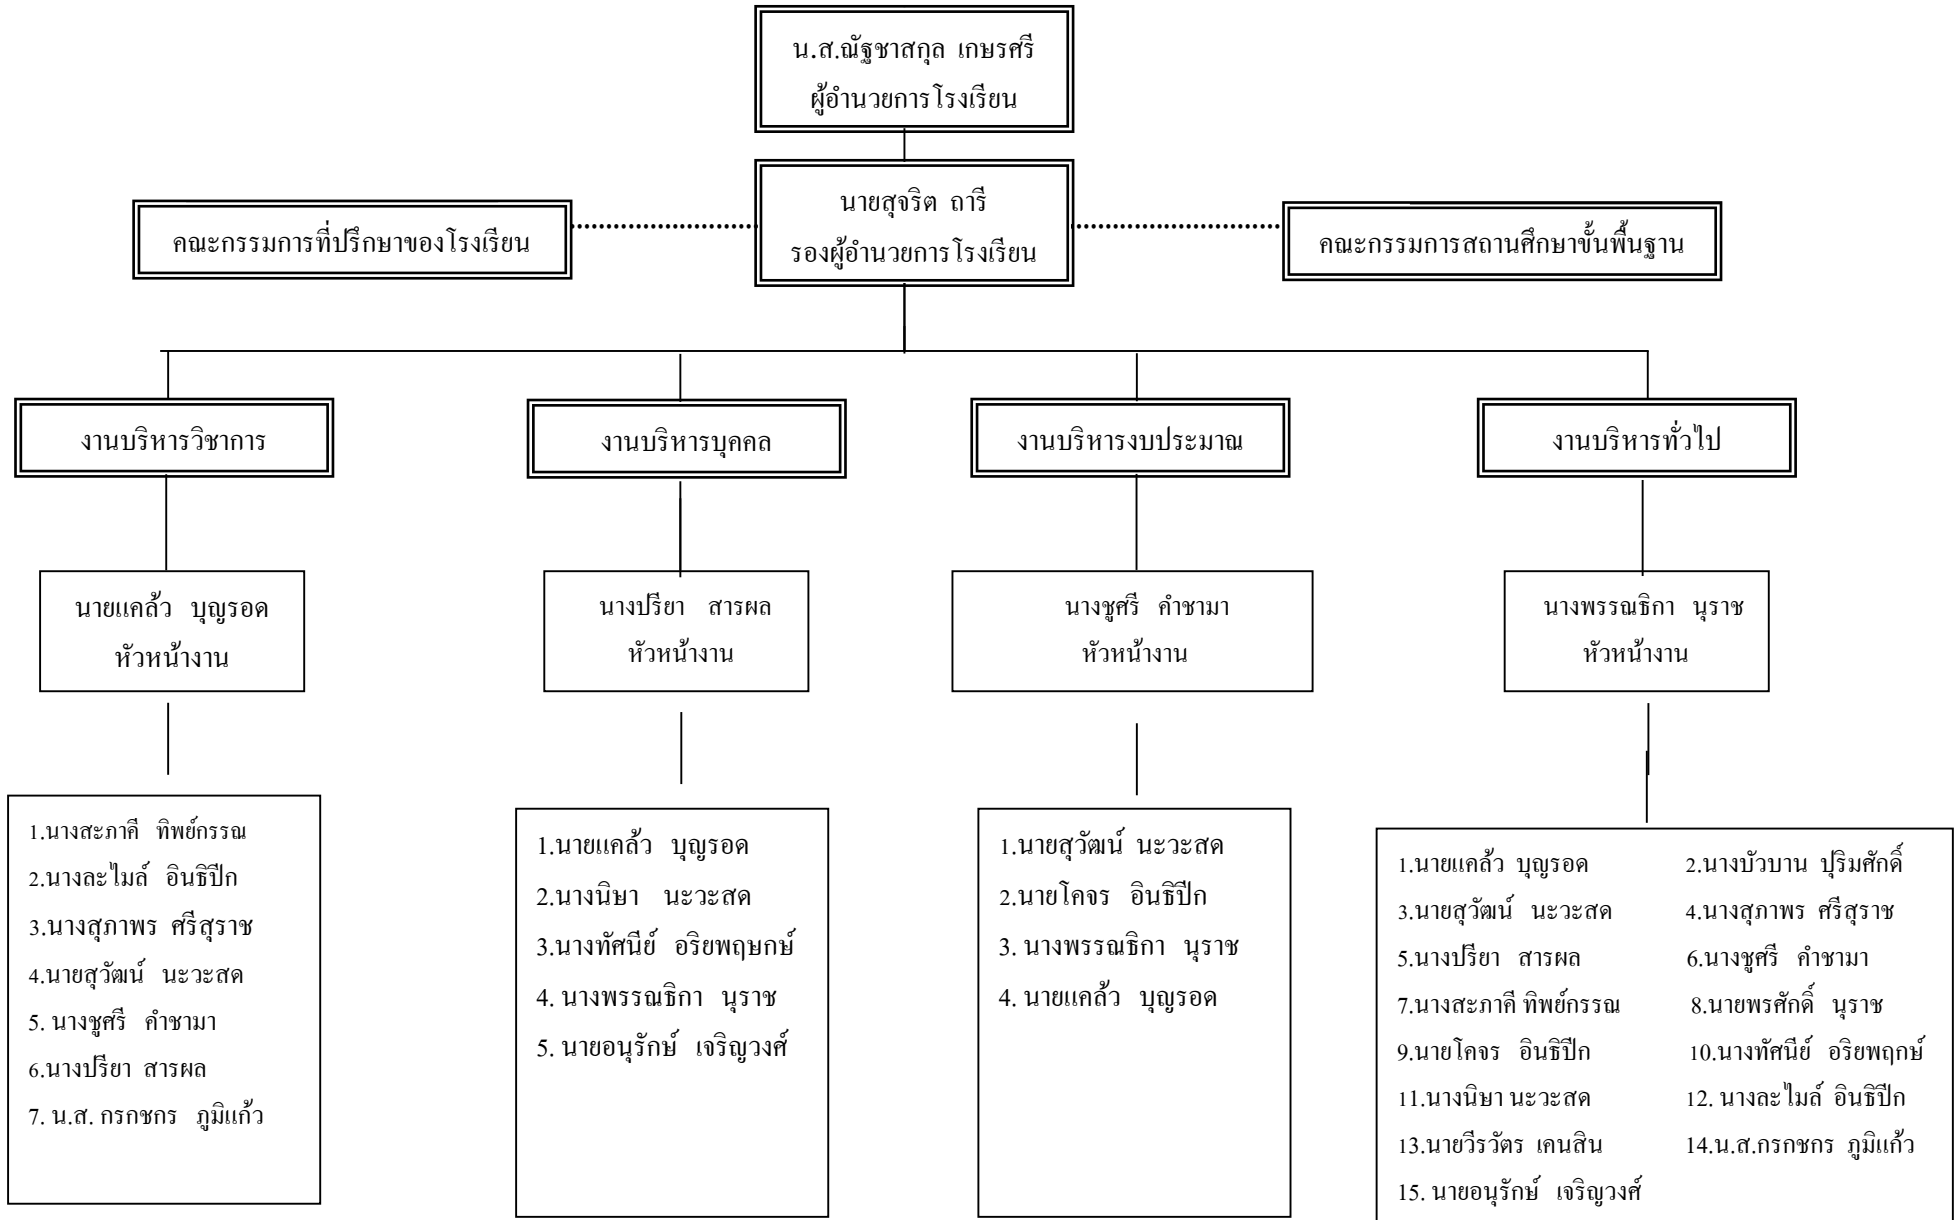 น.ส.ณัฐชาสกุล เกษรศรี
ผู้อำนวยการโรงเรียน
นายสุจริต ถารี
รองผู้อำนวยการโรงเรียน
คณะกรรมการที่ปรึกษาของโรงเรียน
คณะกรรมการสถานศึกษาขั้นพื้นฐาน
งานบริหารวิชาการ
งานบริหารบุคคล
งานบริหารงบประมาณ
งานบริหารทั่วไป
นายแคล้ว บุญรอด
หัวหน้างาน
นางปรียา สารผล
หัวหน้างาน
นางชูศรี คำชามา
หัวหน้างาน
นางพรรณธิกา นุราช
หัวหน้างาน
1.นางสะภาคี ทิพย์กรรณ
2.นางละไมล์ อินธิปีก
3.นางสุภาพร ศรีสุราช
4.นายสุวัฒน์ นะวะสด
5. นางชูศรี คำชามา
6.นางปรียา สารผล
7. น.ส. กรกชกร ภูมิแก้ว
1.นายแคล้ว บุญรอด
2.นางนิษา นะวะสด
3.นางทัศนีย์ อริยพฤษกษ์
4. นางพรรณธิกา นุราช
5. นายอนุรักษ์ เจริญวงศ์
1.นายสุวัฒน์ นะวะสด
2.นายโคจร อินธิปีก
3. นางพรรณธิกา นุราช
4. นายแคล้ว บุญรอด
1.นายแคล้ว บุญรอด 2.นางบัวบาน ปุริมศักดิ์
3.นายสุวัฒน์ นะวะสด 4.นางสุภาพร ศรีสุราช
5.นางปรียา สารผล 6.นางชูศรี คำชามา
7.นางสะภาคี ทิพย์กรรณ 8.นายพรศักดิ์ นุราช
9.นายโคจร อินธิปีก 10.นางทัศนีย์ อริยพฤกษ์
11.นางนิษา นะวะสด 12. นางละไมล์ อินธิปีก
13.นายวีรวัตร เคนสิน 14.น.ส.กรกชกร ภูมิแก้ว
15. นายอนุรักษ์ เจริญวงศ์